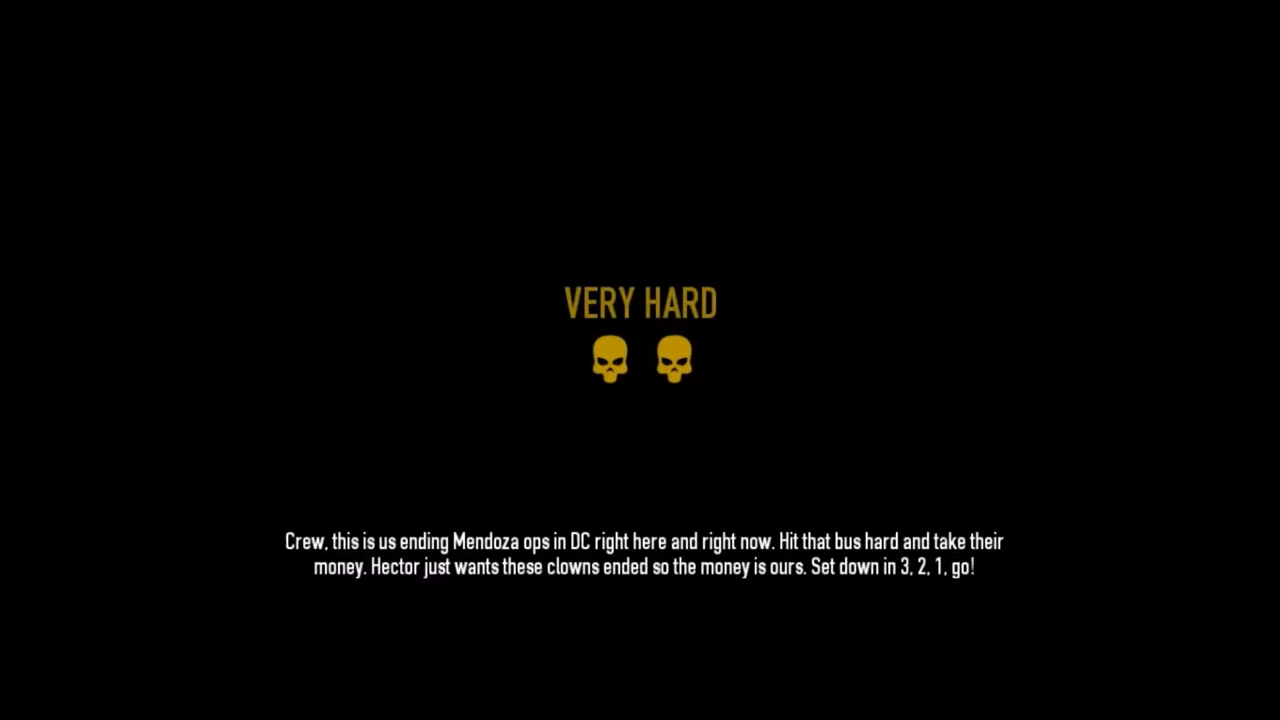 VERY HARD
Crew, this is us ending Mendoza ops in DC right here and right now. Hit that bus hard and take their
money. Hector just wants these clowns ended so the money is ours. Set down in 3, 2, 1, go!